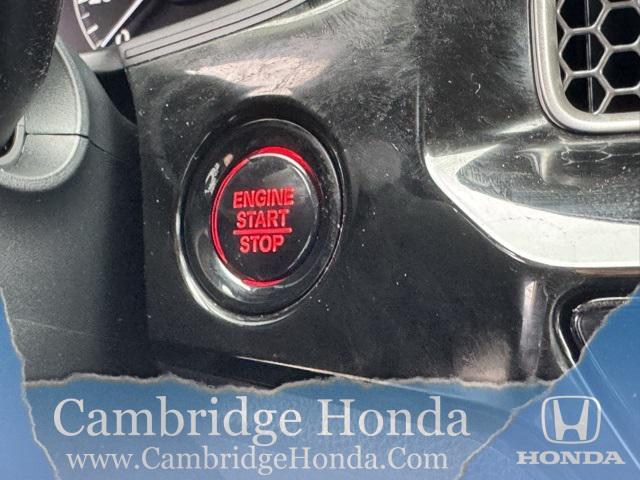 ENGINE
START
STOP
Cambridge Honda
www.CambridgeHonda.Com
HONDA